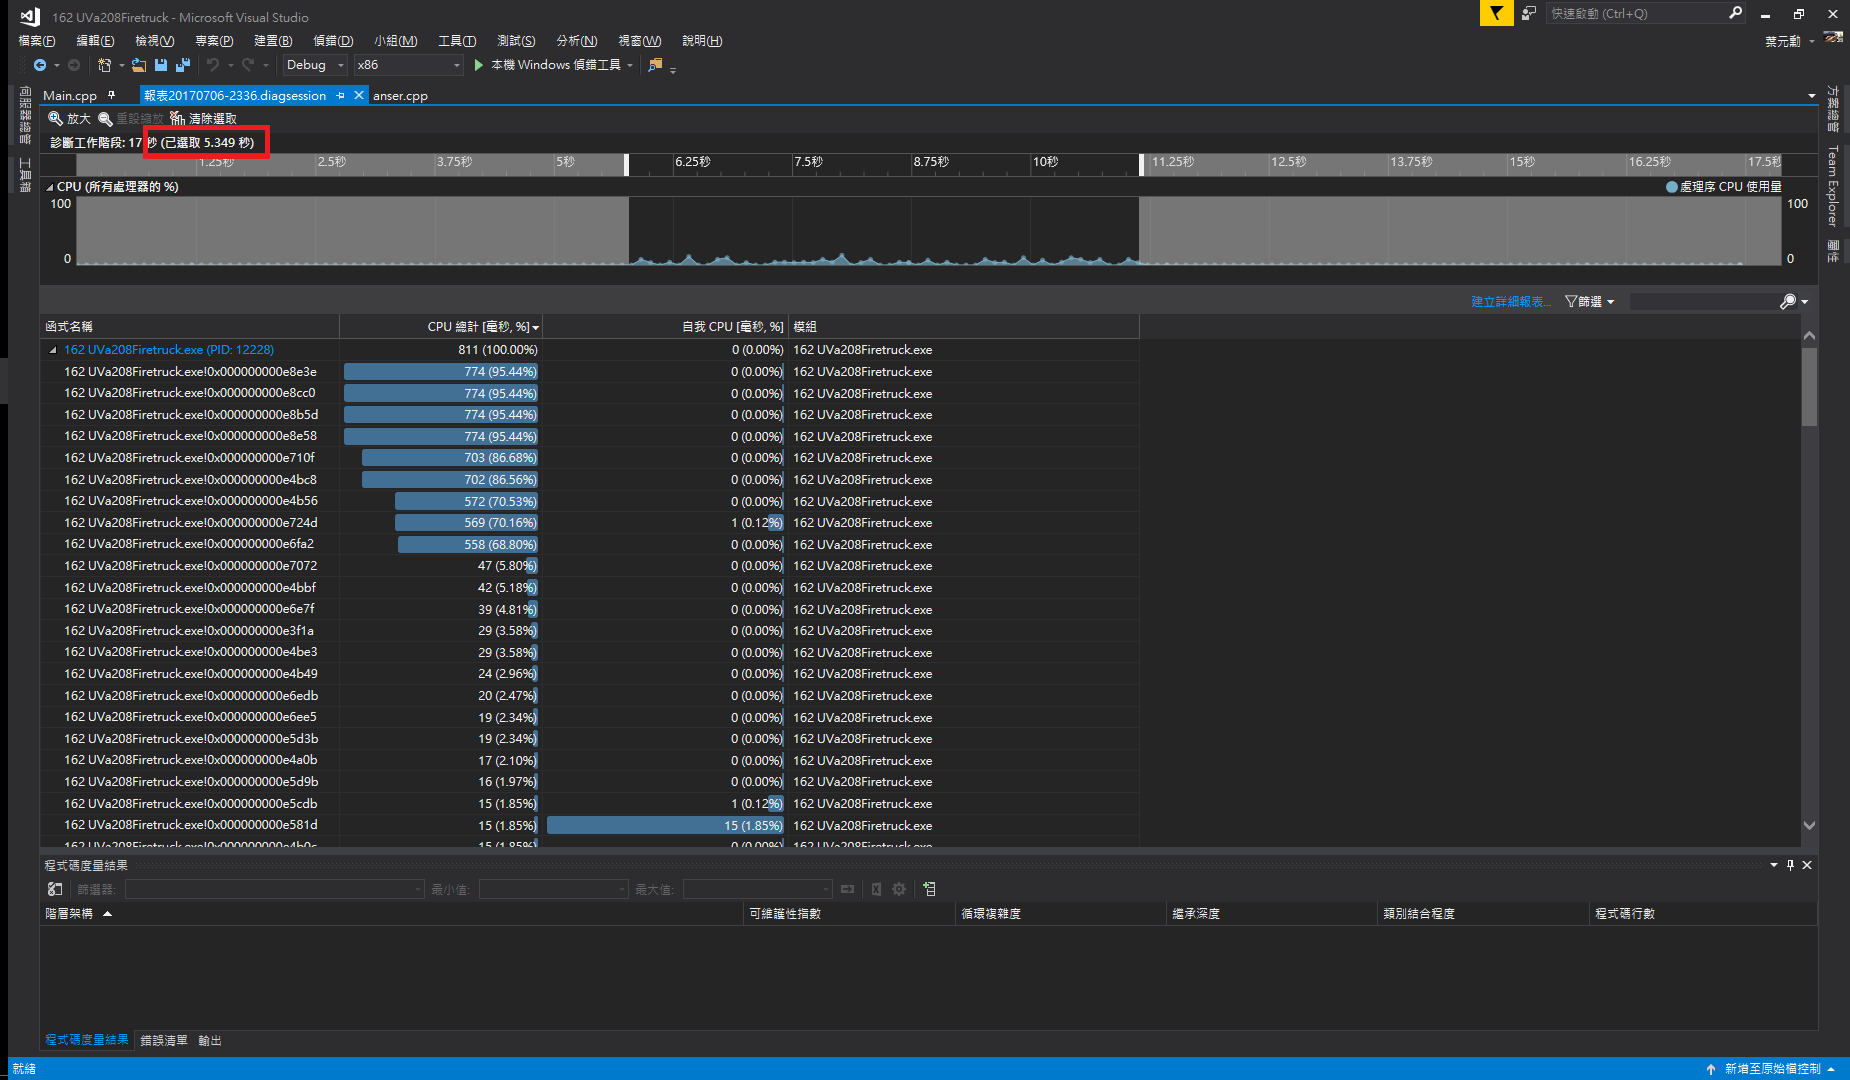 162 UVa208Firetruck - Microsoft Visual Studio
快速啟動 (Ctrl+Q)
檔案(F) 編輯(E) 檢視(V) 專案(P) 建置(B) 偵錯(D) 小組(M) 工具(T) 測試(S) 分析(N) 視窗(W) 說明(H)
葉元勳
Debug x86 本機 Windows 偵錯工具
伺服器總管
工具箱
方案總管
Team Explorer
屬性
Main.cpp 報表20170706-2336.diagsession anser.cpp
放大 重設縮放 清除選取
診斷工作階段: 17 秒 (已選取 5.349 秒)
1.25秒 2.5秒 3.75秒 5秒 6.25秒 7.5秒 8.75秒 10秒 11.25秒 12.5秒 13.75秒 15秒 16.25秒 17.5秒
CPU (所有處理器的 %) 處理序 CPU 使用量
100 100
0 0
建立詳細報表... 篩選
函式名稱 CPU 總計 [毫秒, %] 自我 CPU [毫秒, %] 模組
162 UVa208Firetruck.exe (PID: 12228) 811 (100.00%) 0 (0.00%) 162 UVa208Firetruck.exe
162 UVa208Firetruck.exe!0x000000000e8e3e 774 (95.44%) 0 (0.00%) 162 UVa208Firetruck.exe
162 UVa208Firetruck.exe!0x000000000e8cc0 774 (95.44%) 0 (0.00%) 162 UVa208Firetruck.exe
162 UVa208Firetruck.exe!0x000000000e8b5d 774 (95.44%) 0 (0.00%) 162 UVa208Firetruck.exe
162 UVa208Firetruck.exe!0x000000000e8e58 774 (95.44%) 0 (0.00%) 162 UVa208Firetruck.exe
162 UVa208Firetruck.exe!0x000000000e710f 703 (86.68%) 0 (0.00%) 162 UVa208Firetruck.exe
162 UVa208Firetruck.exe!0x000000000e4bc8 702 (86.56%) 0 (0.00%) 162 UVa208Firetruck.exe
162 UVa208Firetruck.exe!0x000000000e4b56 572 (70.53%) 0 (0.00%) 162 UVa208Firetruck.exe
162 UVa208Firetruck.exe!0x000000000e724d 569 (70.16%) 1 (0.12%) 162 UVa208Firetruck.exe
162 UVa208Firetruck.exe!0x000000000e6fa2 558 (68.80%) 0 (0.00%) 162 UVa208Firetruck.exe
162 UVa208Firetruck.exe!0x000000000e7072 47 (5.80%) 0 (0.00%) 162 UVa208Firetruck.exe
162 UVa208Firetruck.exe!0x000000000e4bbf 42 (5.18%) 0 (0.00%) 162 UVa208Firetruck.exe
162 UVa208Firetruck.exe!0x000000000e6e7f 39 (4.81%) 0 (0.00%) 162 UVa208Firetruck.exe
162 UVa208Firetruck.exe!0x000000000e3f1a 29 (3.58%) 0 (0.00%) 162 UVa208Firetruck.exe
162 UVa208Firetruck.exe!0x000000000e4be3 29 (3.58%) 0 (0.00%) 162 UVa208Firetruck.exe
162 UVa208Firetruck.exe!0x000000000e4b49 24 (2.96%) 0 (0.00%) 162 UVa208Firetruck.exe
162 UVa208Firetruck.exe!0x000000000e6edb 20 (2.47%) 0 (0.00%) 162 UVa208Firetruck.exe
162 UVa208Firetruck.exe!0x000000000e6ee5 19 (2.34%) 0 (0.00%) 162 UVa208Firetruck.exe
162 UVa208Firetruck.exe!0x000000000e5d3b 19 (2.34%) 0 (0.00%) 162 UVa208Firetruck.exe
162 UVa208Firetruck.exe!0x000000000e4a0b 17 (2.10%) 0 (0.00%) 162 UVa208Firetruck.exe
162 UVa208Firetruck.exe!0x000000000e5d9b 16 (1.97%) 0 (0.00%) 162 UVa208Firetruck.exe
162 UVa208Firetruck.exe!0x000000000e5cdb 15 (1.85%) 1 (0.12%) 162 UVa208Firetruck.exe
162 UVa208Firetruck.exe!0x000000000e581d 15 (1.85%) 15 (1.85%) 162 UVa208Firetruck.exe
162 UVa208Firetruck.exe!0x000000000e4b0c 15 (1.85%) 0 (0.00%) 162 UVa208Firetruck.exe
程式碼度量結果
篩選器: 最小值: 最大值:
階層架構 可維護性指數 循環複雜度 繼承深度 類別結合程度 程式碼行數
程式碼度量結果 錯誤清單 輸出
就緒 新增至原始檔控制